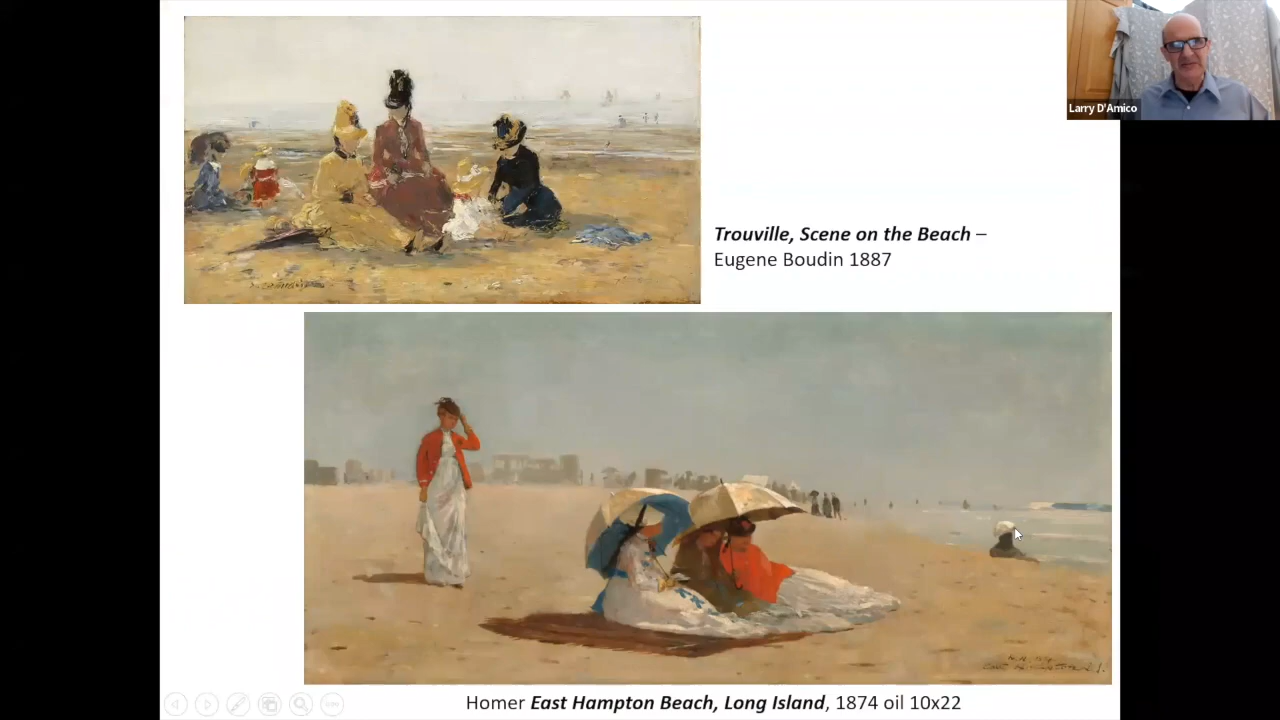 Larry D'Amico
Trouville, Scene on the Beach –
Eugene Boudin 1887
Homer East Hampton Beach, Long Island, 1874 oil 10x22